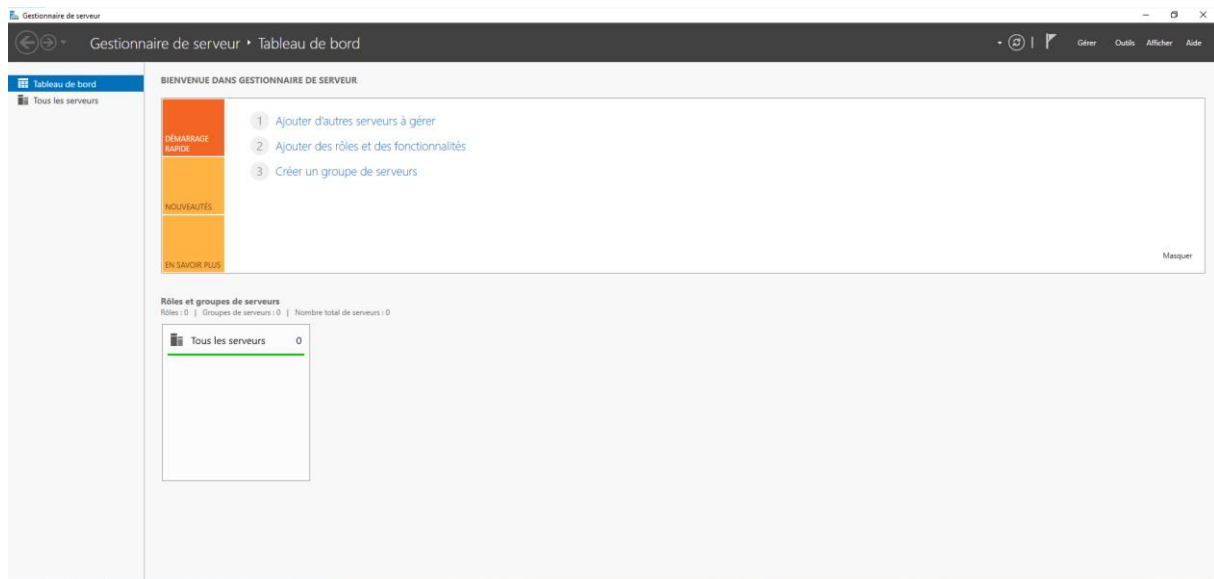 Gestionnaire de serveur
Gestionnaire de serveur ‣ Tableau de bord
Gérer Outils Afficher Aide
Tableau de bord
Tous les serveurs
BIENVENUE DANS GESTIONNAIRE DE SERVEUR
DÉMARRAGE
RAPIDE
NOUVEAUTÉS
EN SAVOIR PLUS
1 Ajouter d'autres serveurs à gérer
2 Ajouter des rôles et des fonctionnalités
3 Créer un groupe de serveurs
Masquer
Rôles et groupes de serveurs
Rôles : 0 | Groupes de serveurs : 0 | Nombre total de serveurs : 0
Tous les serveurs 0